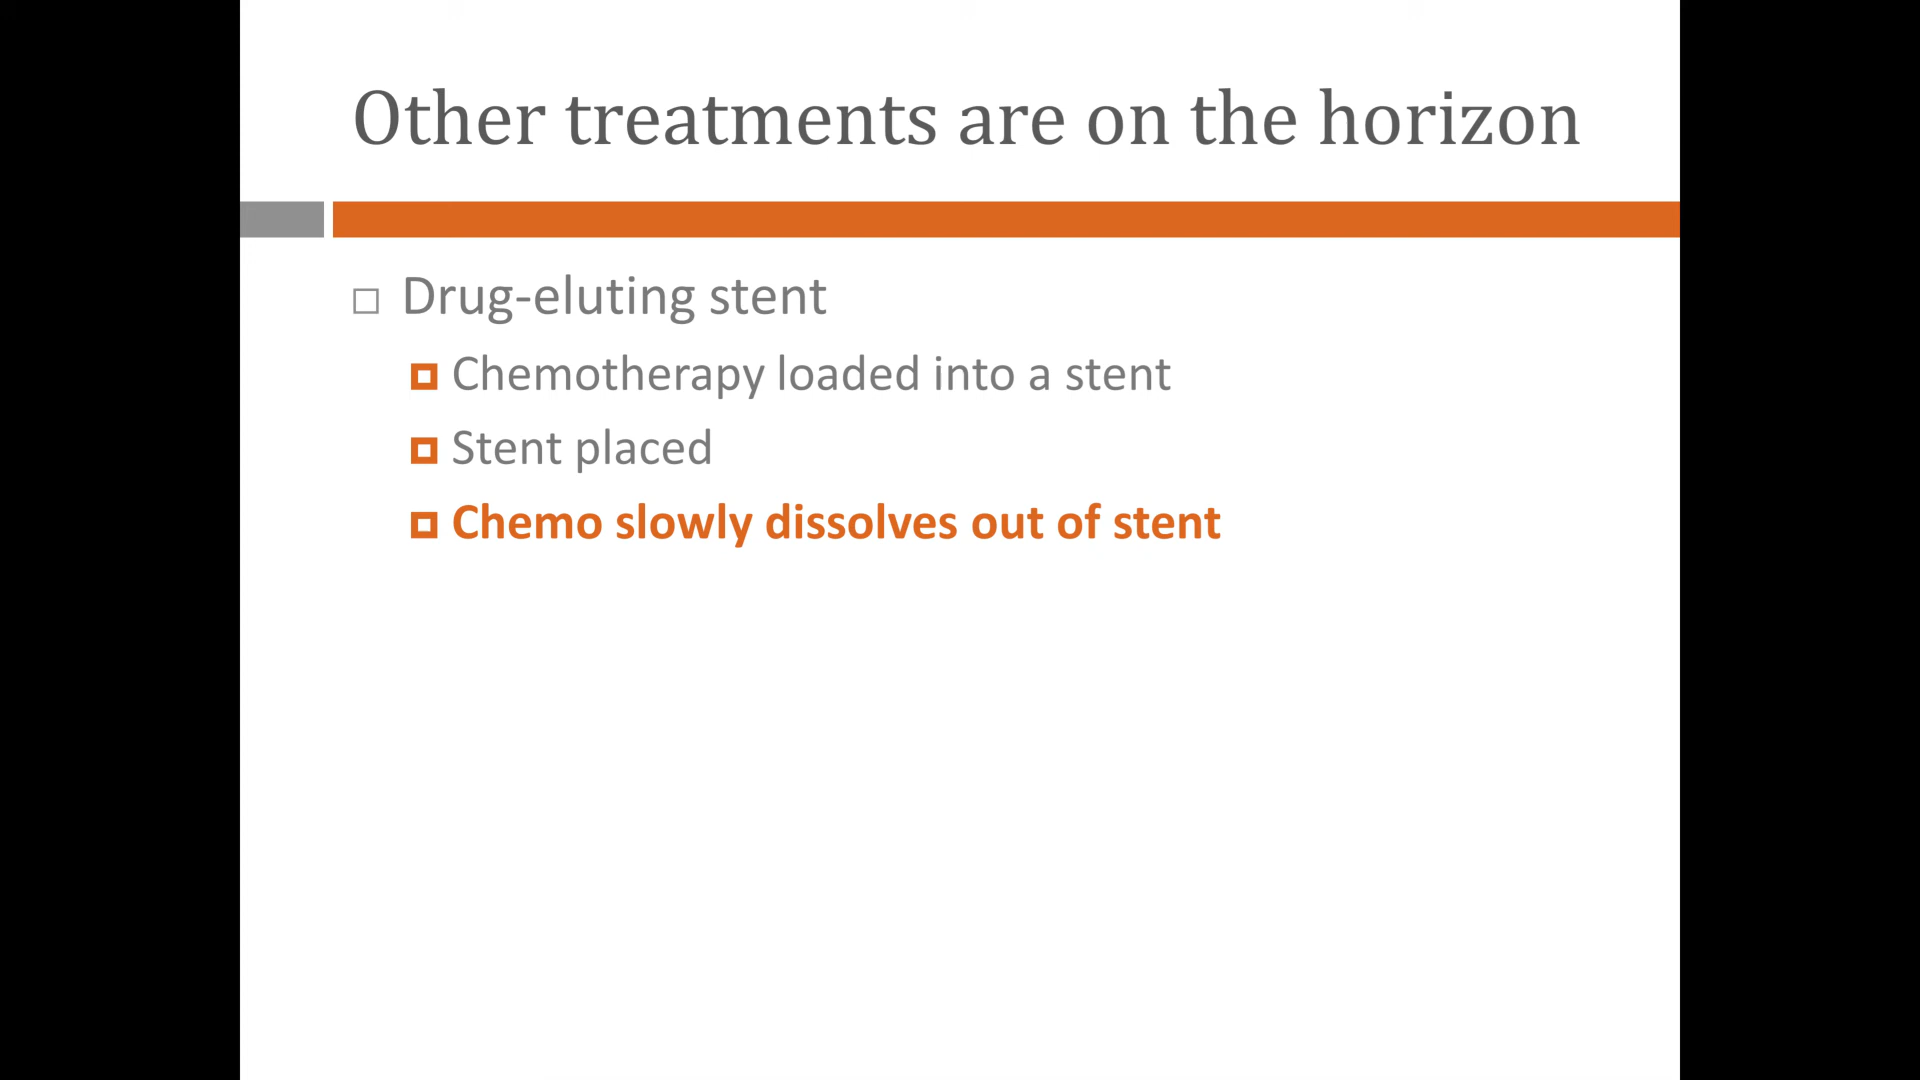 Other treatments are on the horizon
Drug-eluting stent
Chemotherapy loaded into a stent
Stent placed
Chemo slowly dissolves out of stent